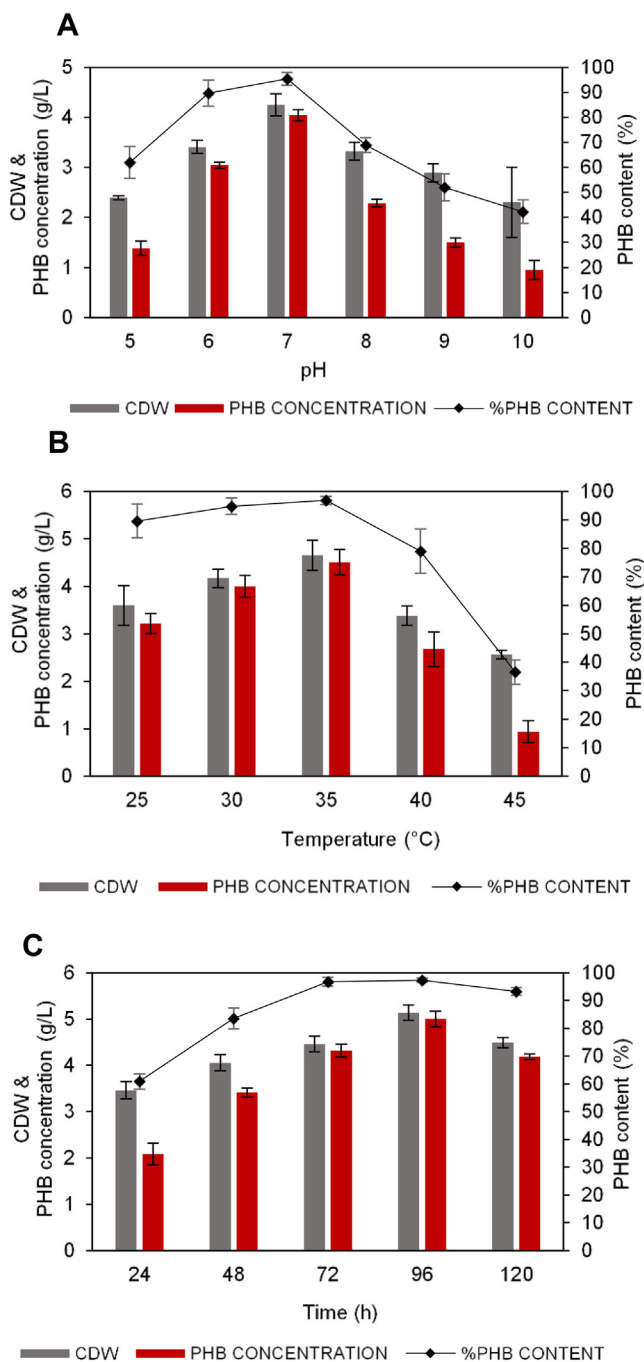 A
CDW &
PHB concentration (g/L)
5
4
3
2
1
0
100
90
80
70
60
50
40
30
20
10
0
PHB content (%)
5 6 7 8 9 10
pH
CDW PHB CONCENTRATION %PHB CONTENT
B
CDW &
PHB concentration (g/L)
6
5
4
3
2
1
0
100
90
80
70
60
50
40
30
20
10
0
PHB content (%)
25 30 35 40 45
Temperature (°C)
CDW PHB CONCENTRATION %PHB CONTENT
C
CDW &
PHB concentration (g/L)
6
5
4
3
2
1
0
100
90
80
70
60
50
40
30
20
10
0
PHB content (%)
24 48 72 96 120
Time (h)
CDW PHB CONCENTRATION %PHB CONTENT